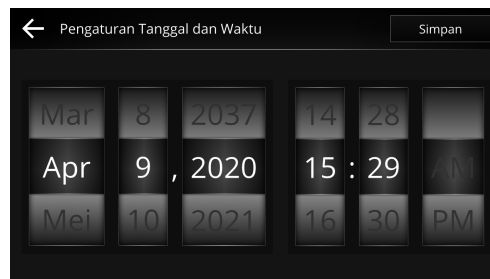 Pengaturan Tanggal dan Waktu Simpan
Mar 8 2037 14 28
Apr 9 , 2020 15 : 29 AM
Mei 10 2021 16 30 PM